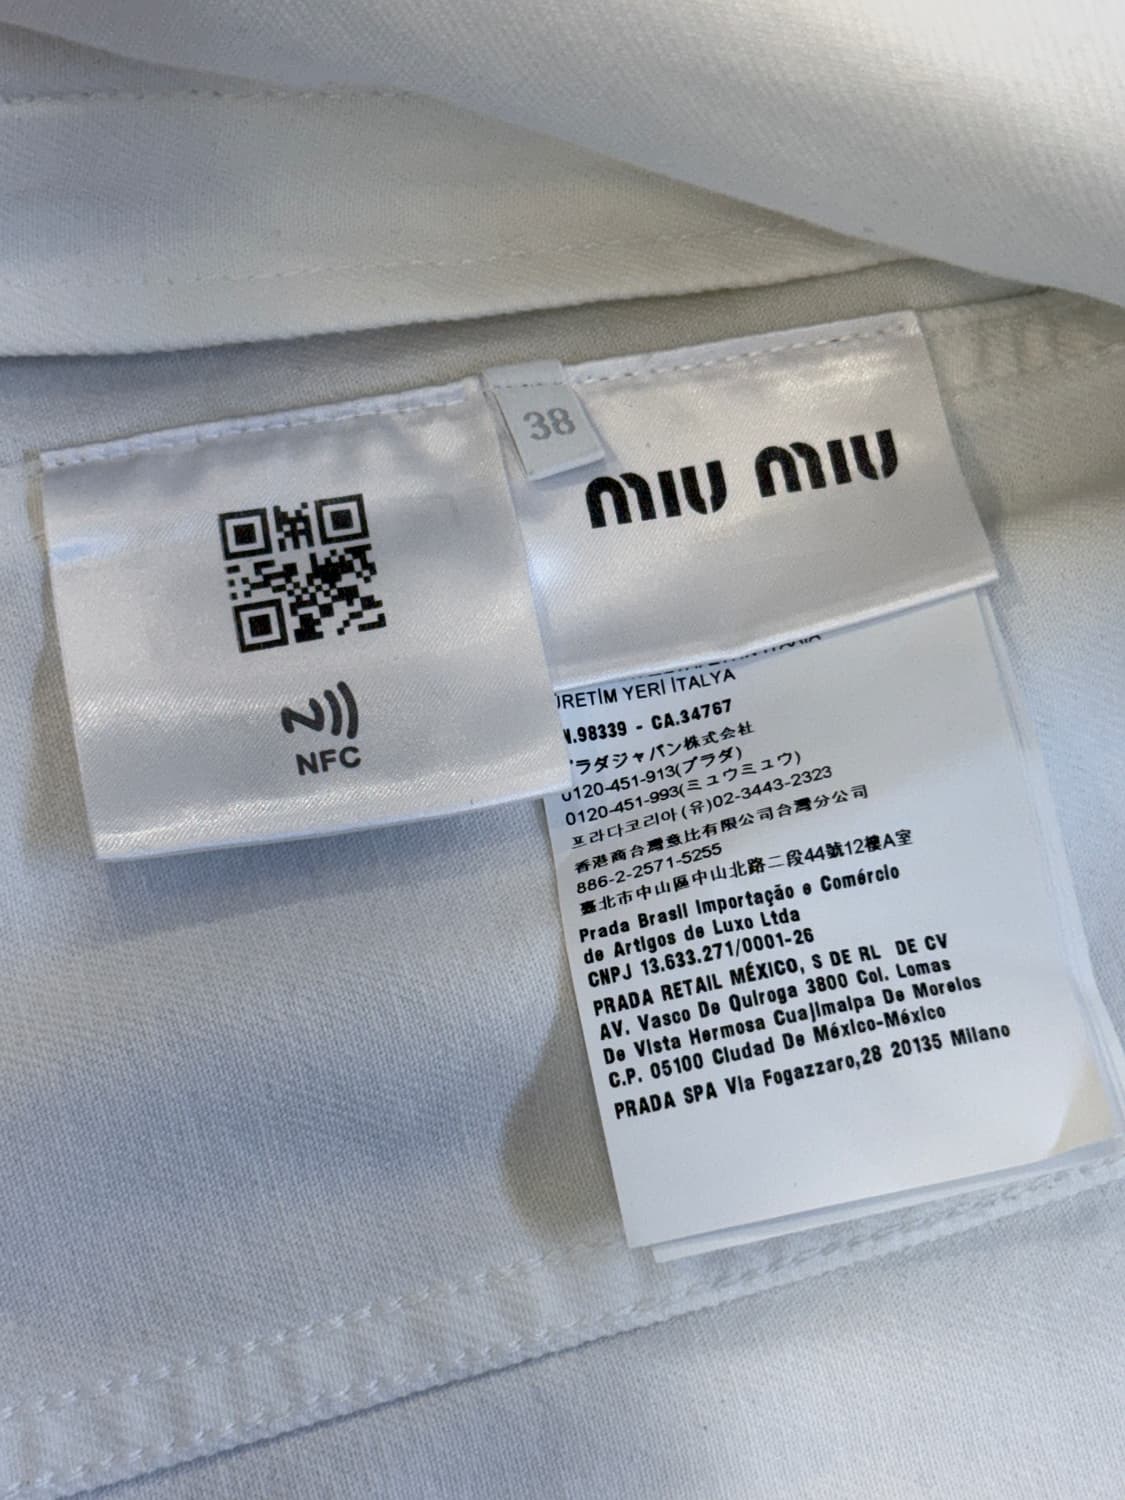 38
miu miu
NFC
ÜRETİM YERİ İTALYA
N.98339 - CA.34767
プラダジャパン株式会社
0120-451-913(プラダ)
0120-451-993(ミュウミュウ)
프라다코리아(유)02-3443-2323
香港商台灣意比有限公司台灣分公司
886-2-2571-5255
臺北市中山區中山北路二段44號12樓A室
Prada Brasil Importação e Comércio
de Artigos de Luxo Ltda
CNPJ 13.633.271/0001-26
PRADA RETAIL MÉXICO, S DE RL DE CV
AV. Vasco De Quiroga 3800 Col. Lomas
De Vista Hermosa Cuajimalpa De Morelos
C.P. 05100 Ciudad De México-México
PRADA SPA Via Fogazzaro,28 20135 Milano